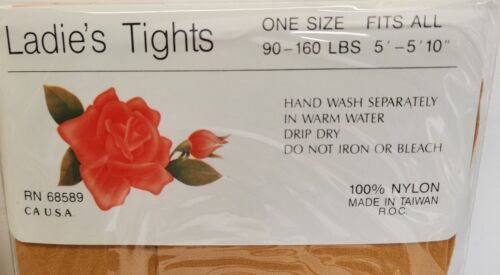 Ladie's Tights
ONE SIZE FITS ALL
90-160 LBS 5'-5'10"
HAND WASH SEPARATELY
IN WARM WATER
DRIP DRY
DO NOT IRON OR BLEACH
RN 68589
CA U.S.A.
100% NYLON
MADE IN TAIWAN
R.O.C.